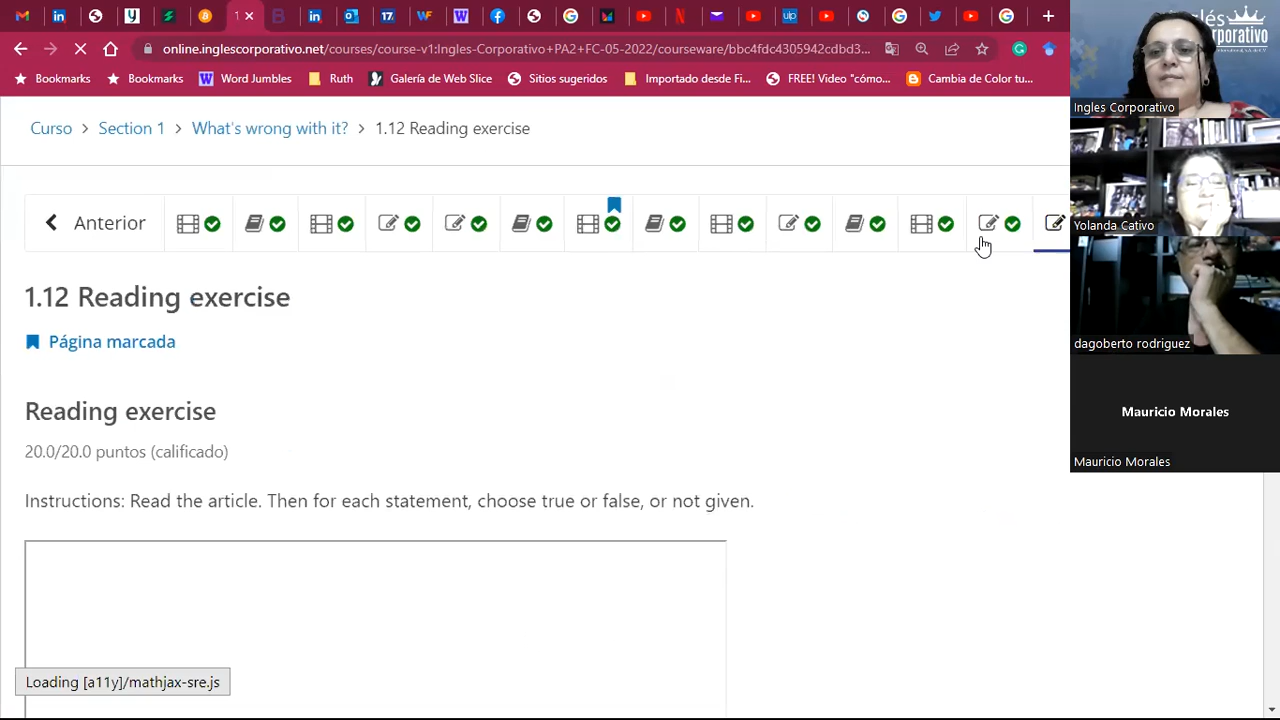 1
17
WF
up
online.inglescorporativo.net/courses/course-v1:Ingles-Corporativo+PA2+FC-05-2022/courseware/bbc4fdc4305942cdbd3...
Bookmarks
Bookmarks
Word Jumbles
Ruth
Galería de Web Slice
Sitios sugeridos
Importado desde Fi...
FREE! Video "cómo...
Cambia de Color tu...
Curso > Section 1 > What's wrong with it? > 1.12 Reading exercise
Anterior
1.12 Reading exercise
Página marcada
Reading exercise
20.0/20.0 puntos (calificado)
Instructions: Read the article. Then for each statement, choose true or false, or not given.
Loading [a11y]/mathjax-sre.js
Ingles Corporativo
Yolanda Cativo
dagoberto rodriguez
Mauricio Morales
Mauricio Morales